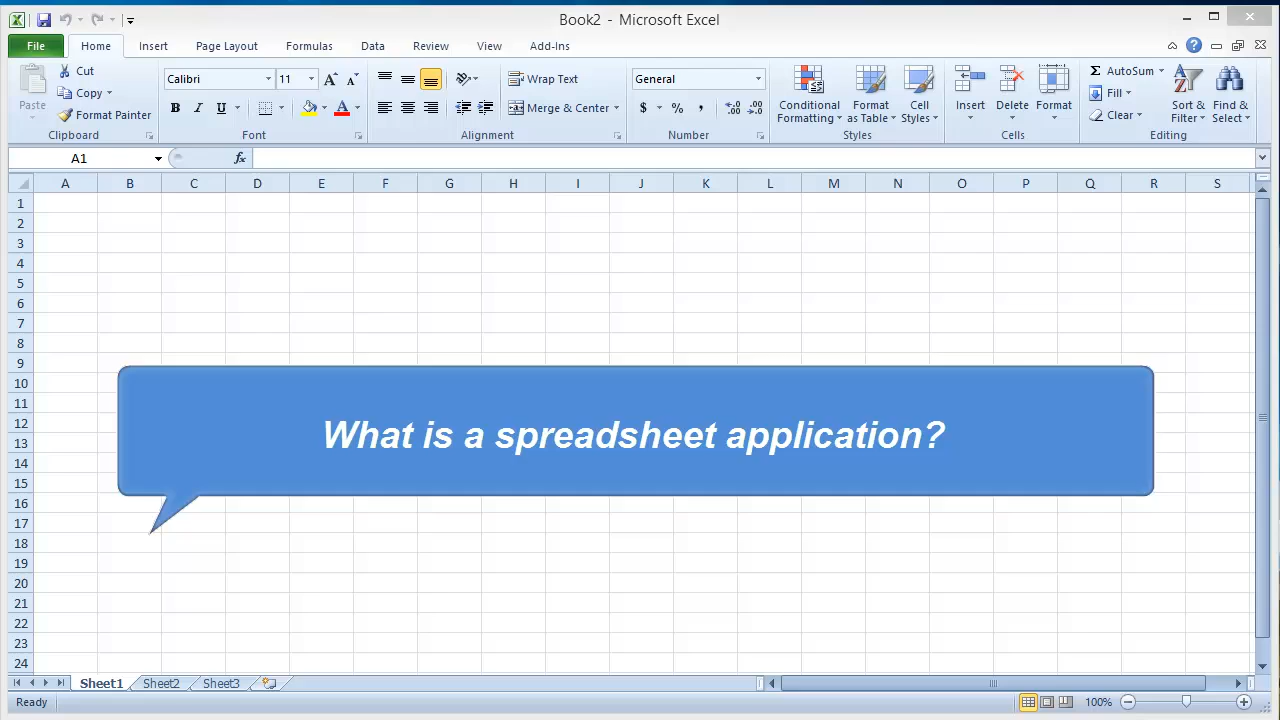 Book2 - Microsoft Excel
File Home Insert Page Layout Formulas Data Review View Add-Ins
Paste
Cut
Copy
Format Painter
Clipboard
Calibri 11
B I U A
Font
Wrap Text
Merge & Center
Alignment
General
$ % ,
Number
Conditional Formatting
Format as Table
Cell Styles
Styles
Insert Delete Format
Cells
Σ AutoSum
Fill
Clear
Sort & Filter
Find & Select
Editing
A1 fx
A B C D E F G H I J K L M N O P Q R S
1
2
3
4
5
6
7
8
9
10
11
12
13
14
15
16
17
18
19
20
21
22
23
24
What is a spreadsheet application?
Sheet1 Sheet2 Sheet3
Ready 100%